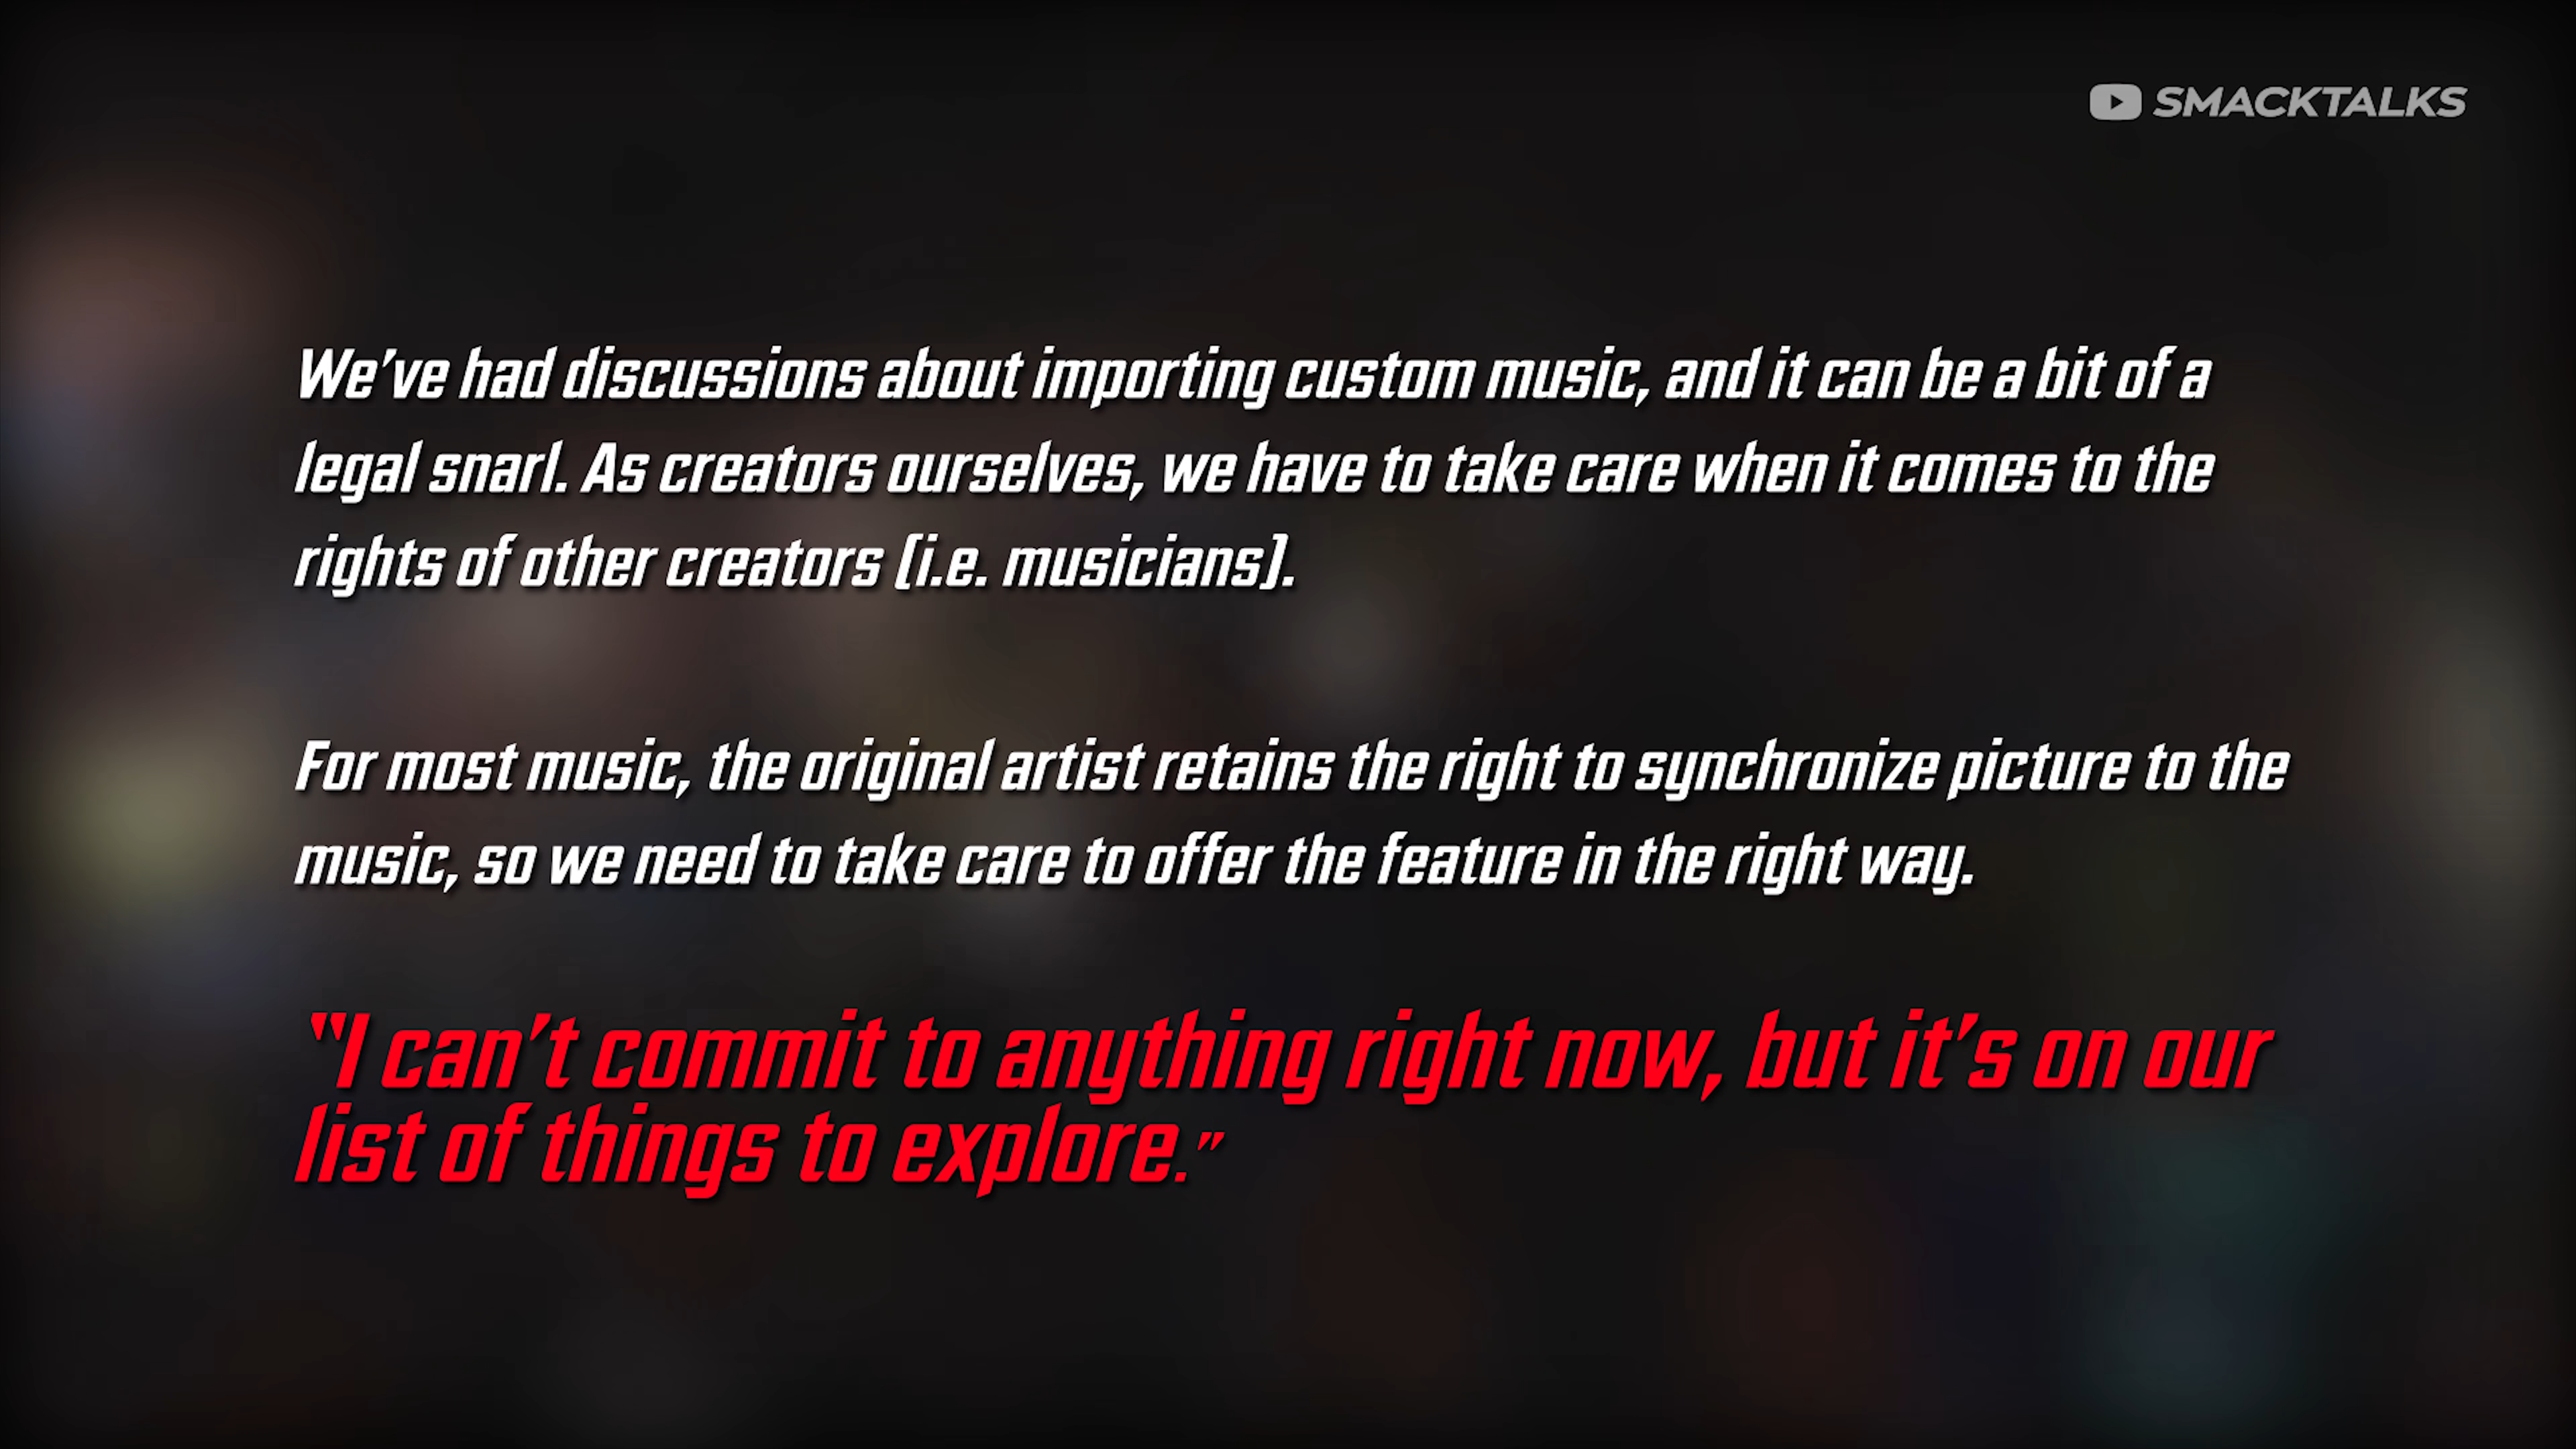 SMACKTALKS
We’ve had discussions about importing custom music, and it can be a bit of a
legal snarl. As creators ourselves, we have to take care when it comes to the
rights of other creators (i.e. musicians).
For most music, the original artist retains the right to synchronize picture to the
music, so we need to take care to offer the feature in the right way.
“I can’t commit to anything right now, but it’s on our
list of things to explore.”